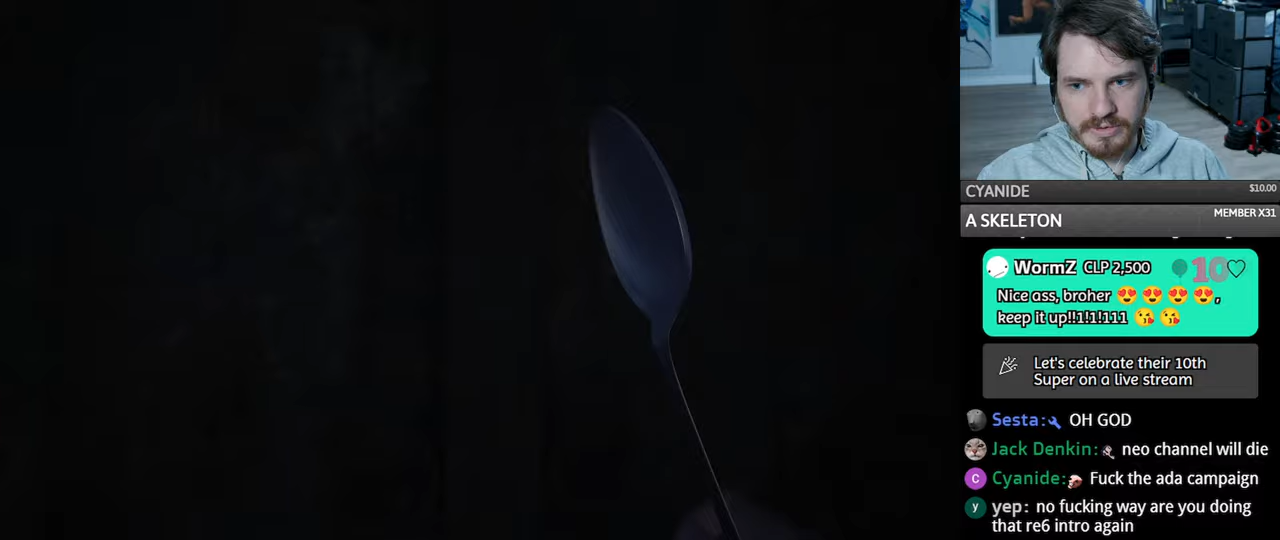 CYANIDE
$10.00
A SKELETON
MEMBER X31
WormZ CLP 2,500
10
Nice ass, broher 😍 😍 😍 😍,
keep it up!!1!1!111 😘 😘
Let's celebrate their 10th
Super on a live stream
Sesta: OH GOD
Jack Denkin: neo channel will die
C
Cyanide: Fuck the ada campaign
y
yep: no fucking way are you doing
that re6 intro again